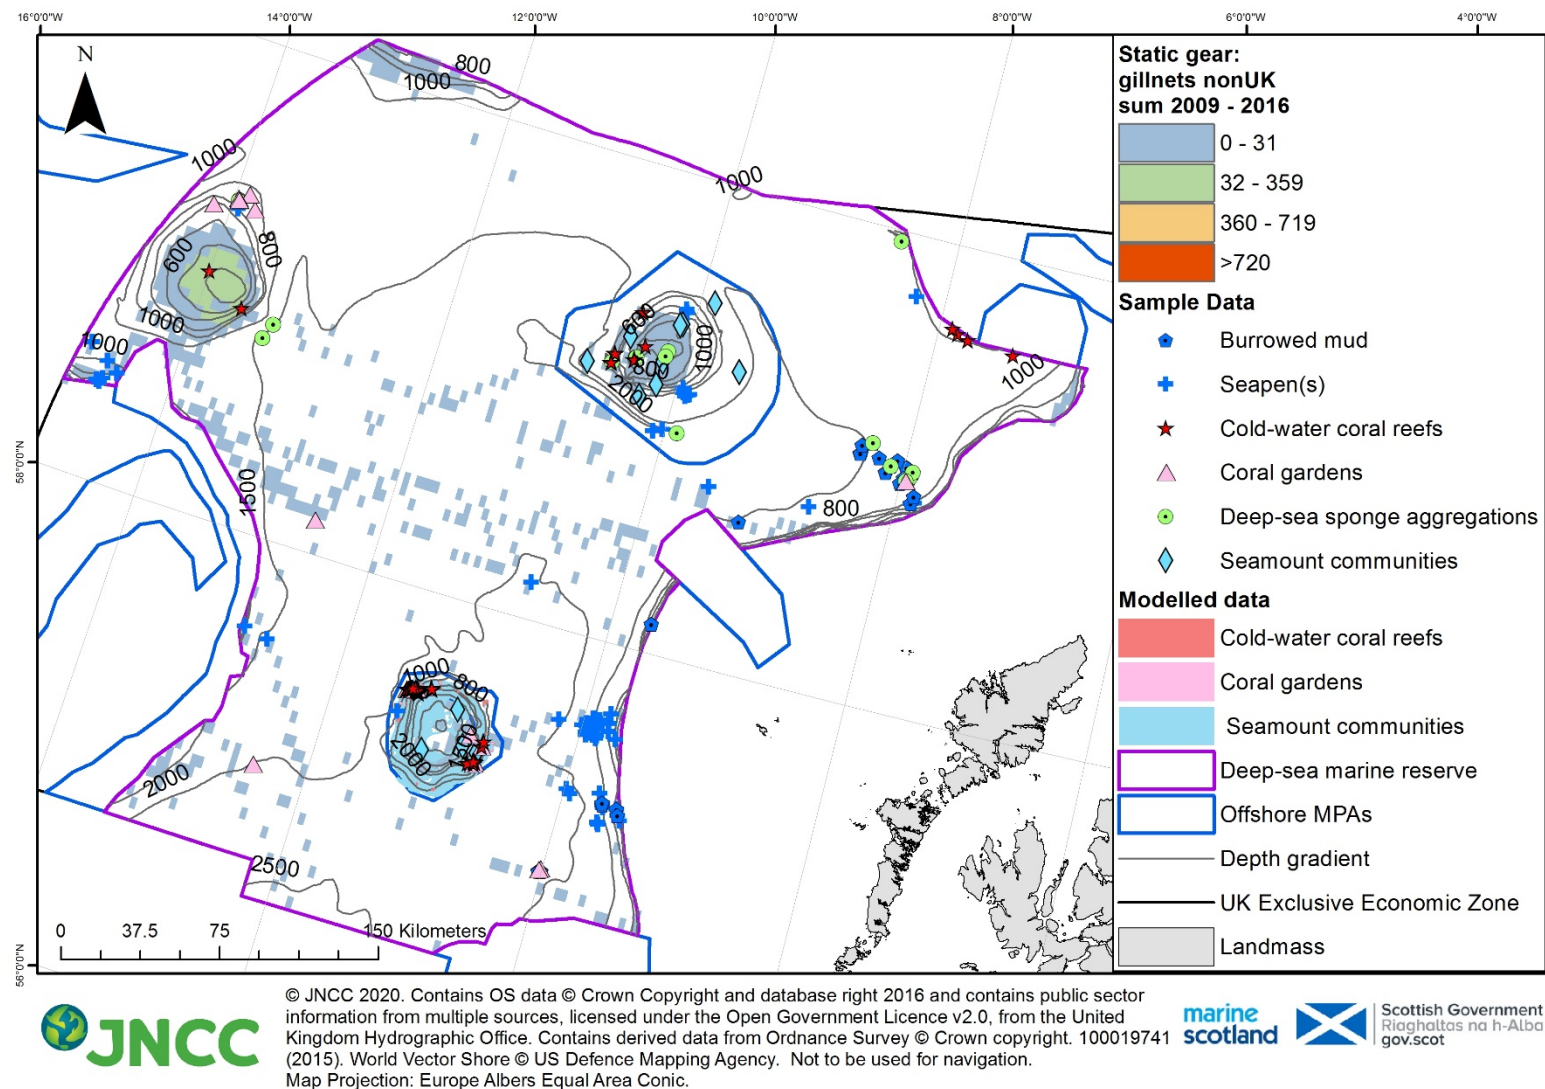 16°0'0"W
14°0'0"W
12°0'0"W
10°0'0"W
8°0'0"W
6°0'0"W
4°0'0"W
N
800
1000
1000
1000
600
800
1000
1000
600
1000
800
2000
1000
58°0'0"N
1500
800
1000
800
2000
2000
2500
0 37.5 75 150 Kilometers
56°0'0"N
Static gear:
gillnets nonUK
sum 2009 - 2016
0 - 31
32 - 359
360 - 719
>720
Sample Data
Burrowed mud
Seapen(s)
Cold-water coral reefs
Coral gardens
Deep-sea sponge aggregations
Seamount communities
Modelled data
Cold-water coral reefs
Coral gardens
Seamount communities
Deep-sea marine reserve
Offshore MPAs
Depth gradient
UK Exclusive Economic Zone
Landmass
JNCC
© JNCC 2020. Contains OS data © Crown Copyright and database right 2016 and contains public sector
information from multiple sources, licensed under the Open Government Licence v2.0, from the United
Kingdom Hydrographic Office. Contains derived data from Ordnance Survey © Crown copyright. 100019741
(2015). World Vector Shore © US Defence Mapping Agency. Not to be used for navigation.
Map Projection: Europe Albers Equal Area Conic.
marine
scotland
Scottish Government
Riaghaltas na h-Alba
gov.scot